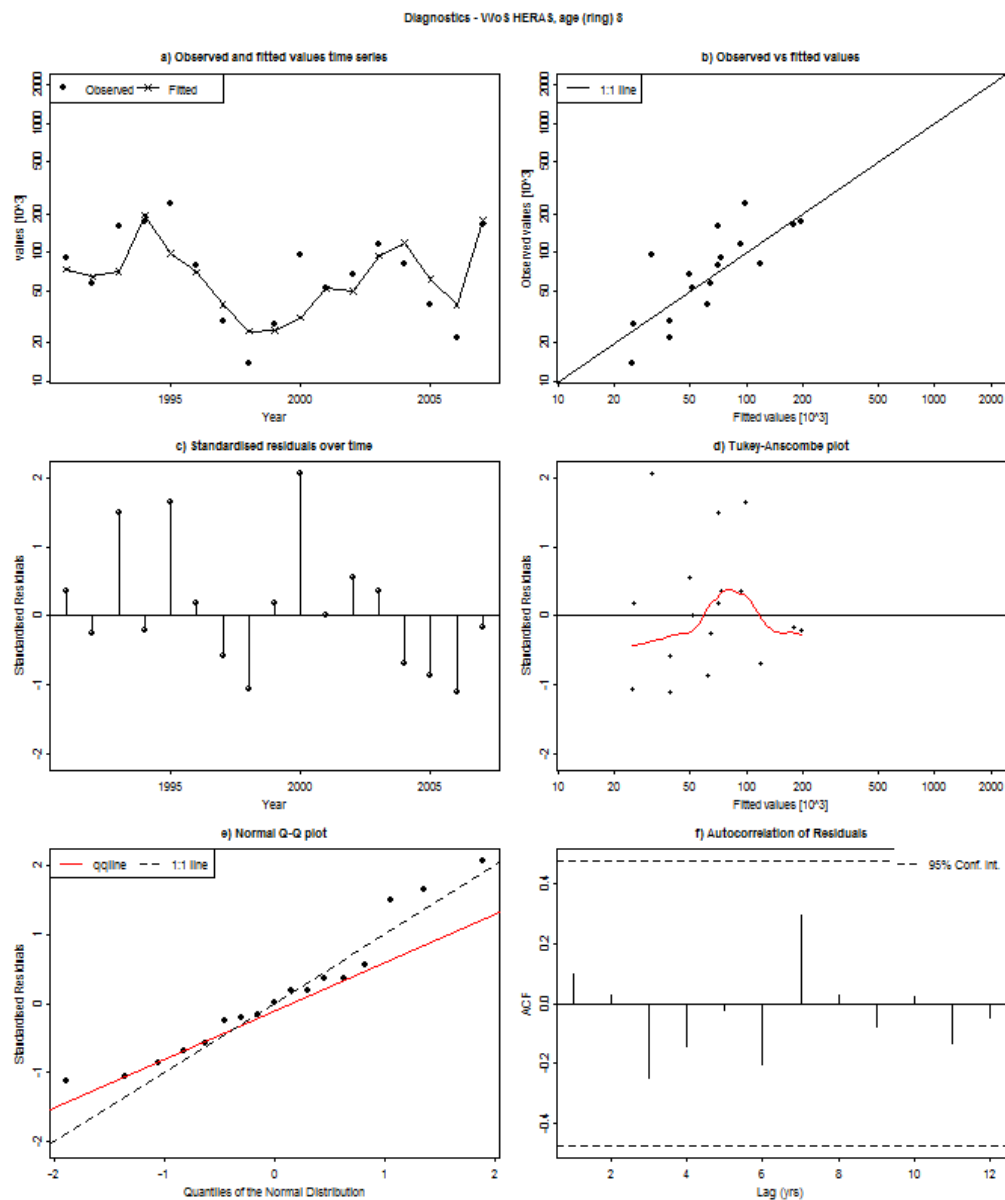 Diagnostics - WoS HERAS, age (ring) 8
a) Observed and fitted values time series
Observed Fitted
values [10^3]
10 20 50 100 200 500 1000 2000
1995 2000 2005
Year
b) Observed vs fitted values
1:1 line
Observed values [10^3]
10 20 50 100 200 500 1000 2000
10 20 50 100 200 500 1000 2000
Fitted values [10^3]
c) Standardised residuals over time
Standardised Residuals
-2 -1 0 1 2
1995 2000 2005
Year
d) Tukey-Anscombe plot
Standardised Residuals
-2 -1 0 1 2
10 20 50 100 200 500 1000 2000
Fitted values [10^3]
e) Normal Q-Q plot
qqline 1:1 line
Standardised Residuals
-2 -1 0 1 2
-2 -1 0 1 2
Quantiles of the Normal Distribution
f) Autocorrelation of Residuals
95% Conf. Int.
ACF
-0.4 -0.2 0.0 0.2 0.4
2 4 6 8 10 12
Lag (yrs)